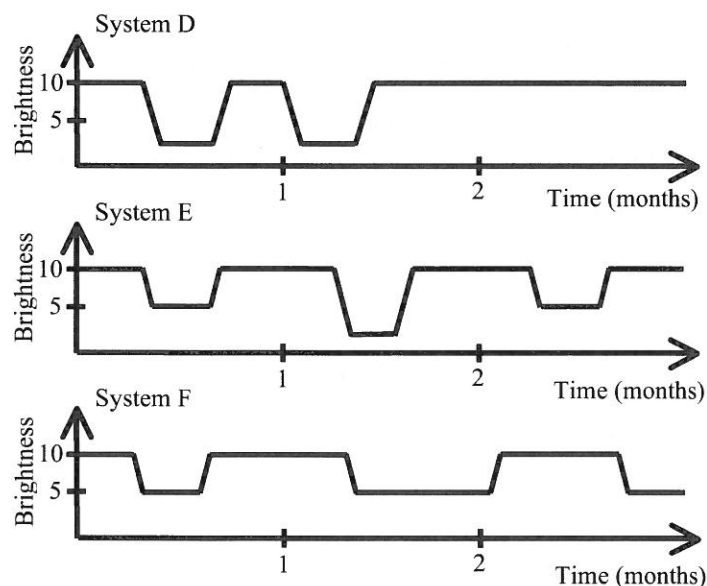 System D
Brightness
10
5
1 2
Time (months)
System E
Brightness
10
5
1 2
Time (months)
System F
Brightness
10
5
1 2
Time (months)